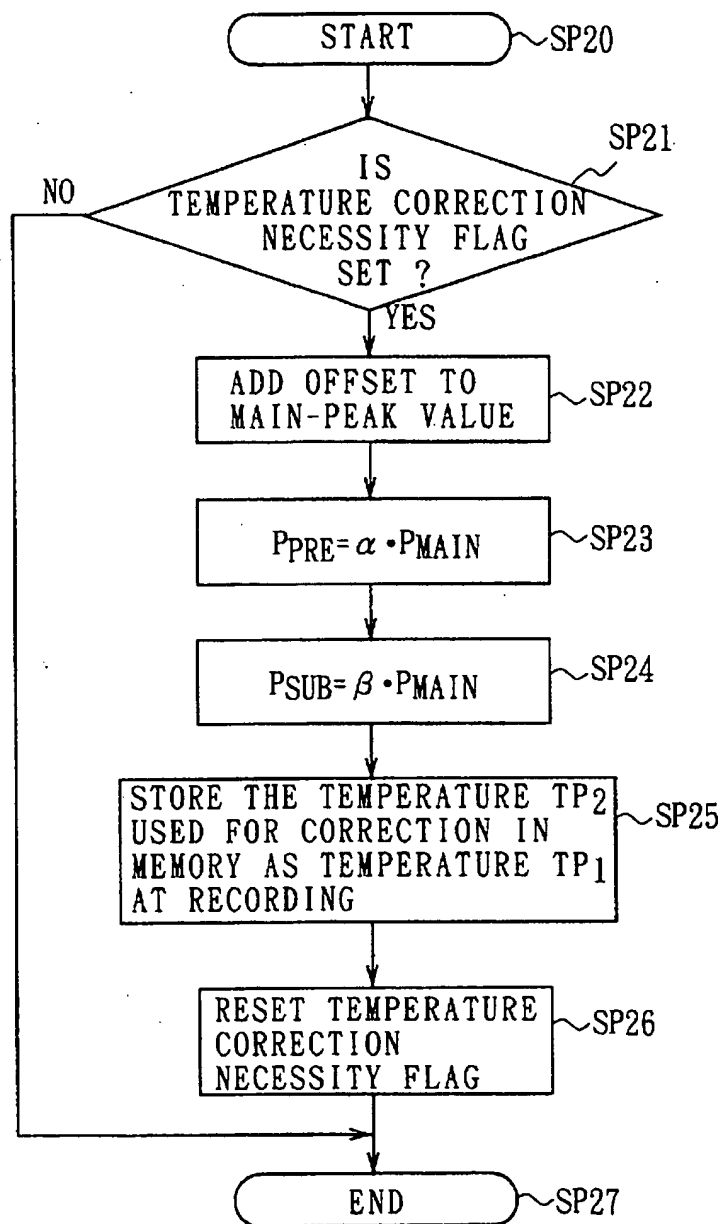 START
SP20
SP21
NO
IS
TEMPERATURE CORRECTION
NECESSITY FLAG
SET ?
YES
ADD OFFSET TO
MAIN-PEAK VALUE
SP22
PPRE=α·PMAIN
SP23
PSUB=β·PMAIN
SP24
STORE THE TEMPERATURE TP2
USED FOR CORRECTION IN
MEMORY AS TEMPERATURE TP1
AT RECORDING
SP25
RESET TEMPERATURE
CORRECTION
NECESSITY FLAG
SP26
END
SP27